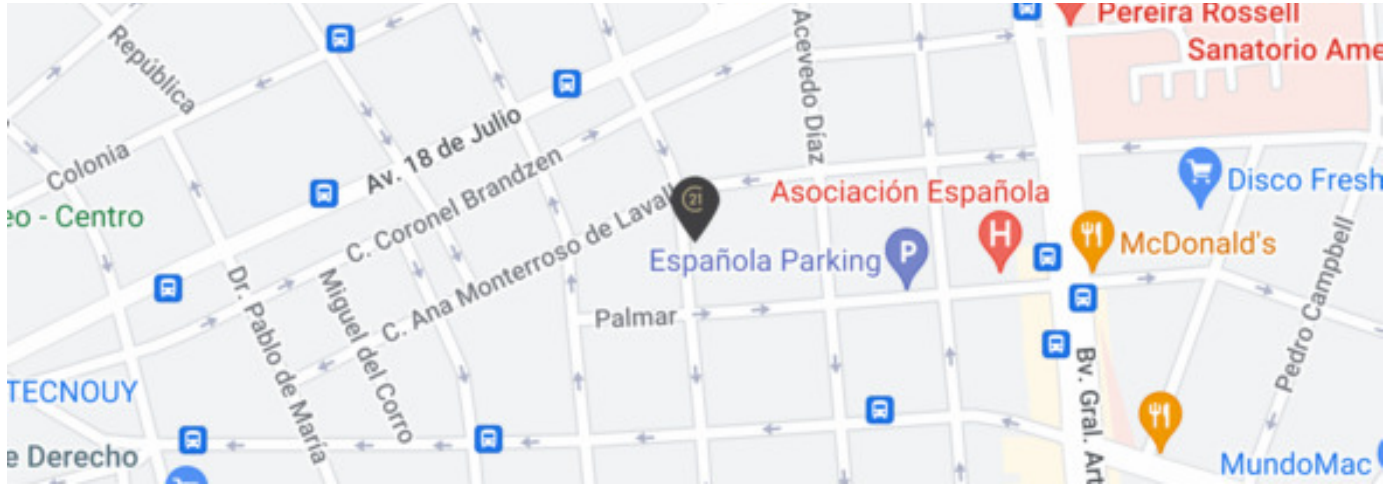 Pereira Rossell
Sanatorio Ame
República
Acevedo Díaz
Av. 18 de Julio
Colonia
C. Coronel Brandzen
21
Asociación Española
H
Disco Fresh
eo - Centro
C. Ana Monterroso de Lavall
Española Parking
P
McDonald's
Dr. Pablo de María
Miguel del Corro
Palmar
Pedro Campbell
TECNOUY
Bv. Gral. Art
e Derecho
MundoMac